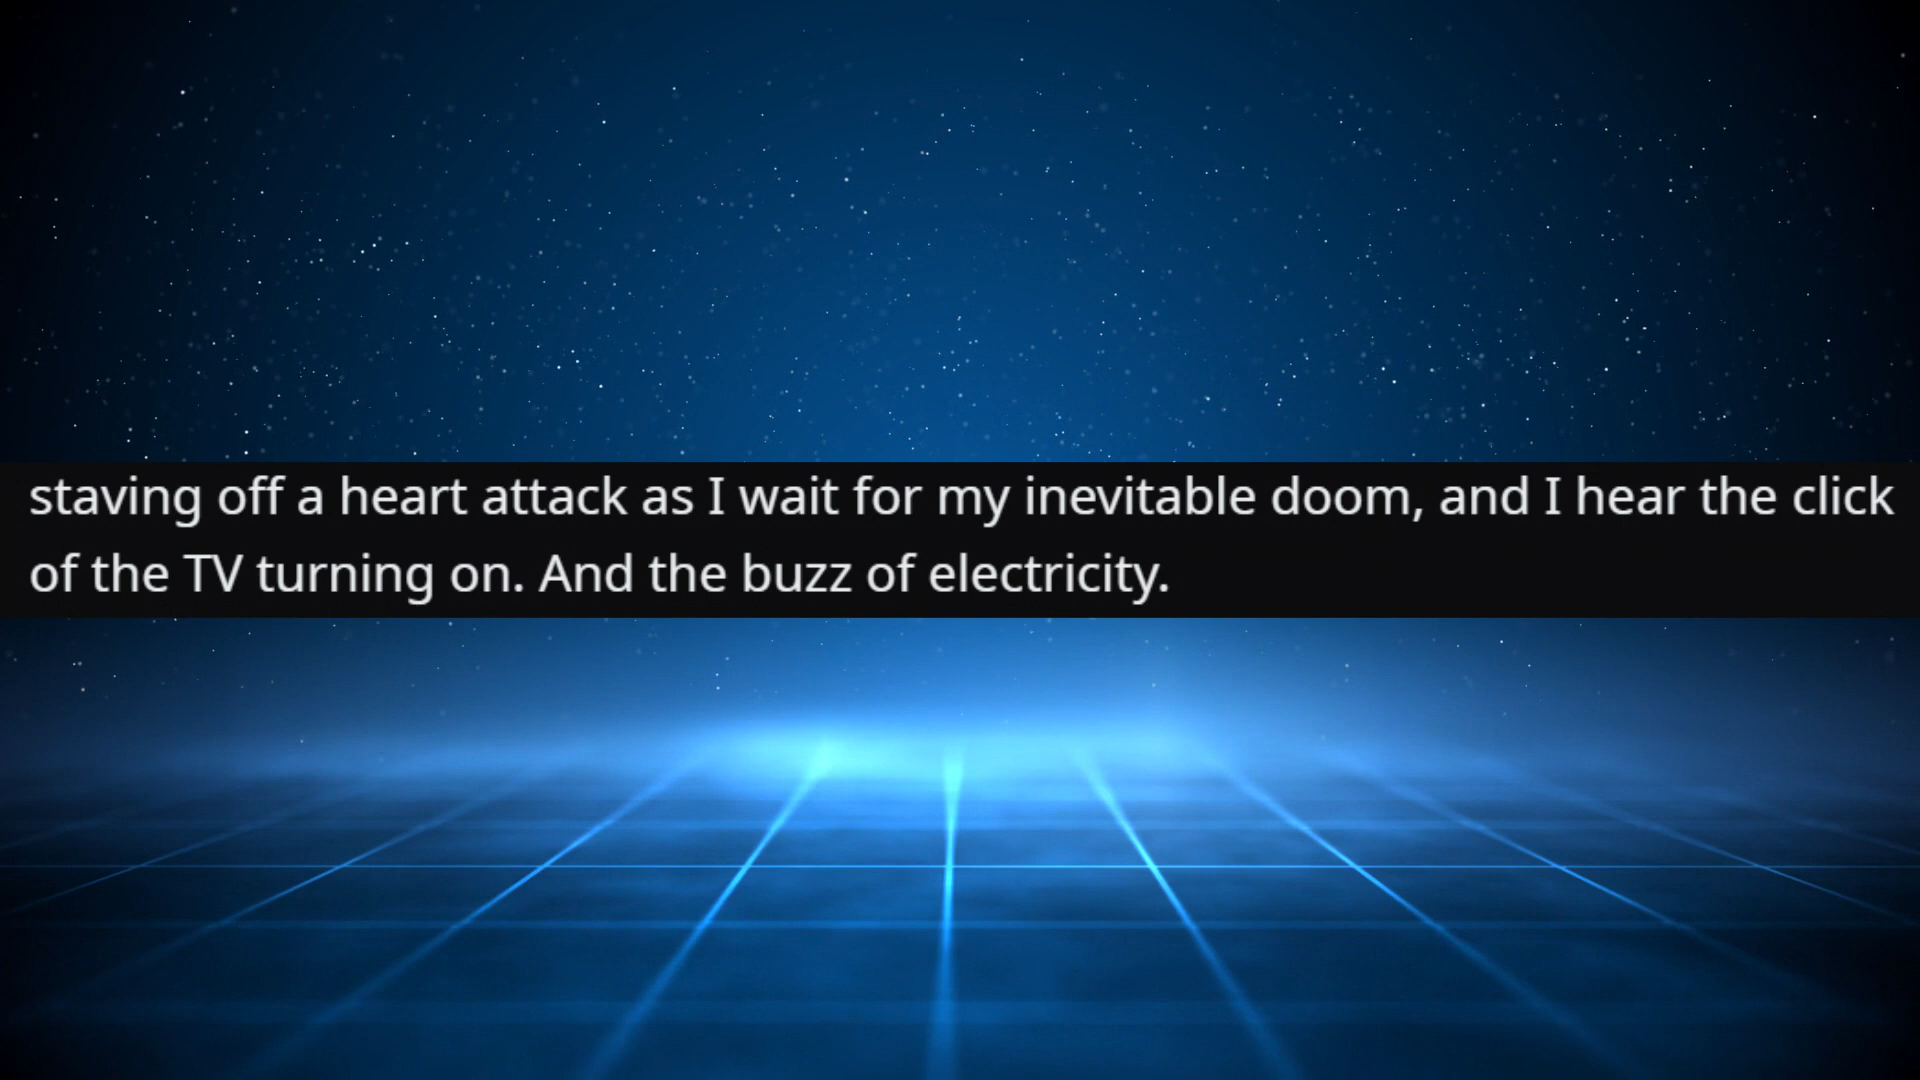 staving off a heart attack as I wait for my inevitable doom, and I hear the click
of the TV turning on. And the buzz of electricity.